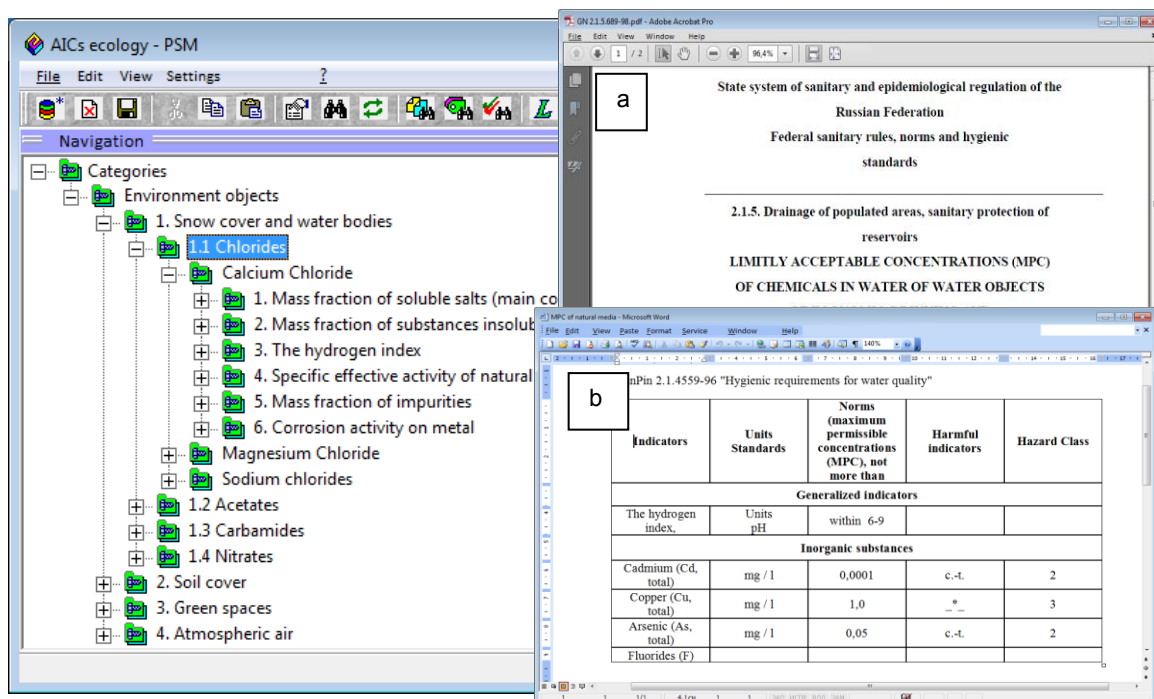 AICs ecology - PSM
File Edit View Settings ?
Navigation
Categories
Environment objects
1. Snow cover and water bodies
1.1 Chlorides
Calcium Chloride
1. Mass fraction of soluble salts (main co
2. Mass fraction of substances insolub
3. The hydrogen index
4. Specific effective activity of natural
5. Mass fraction of impurities
6. Corrosion activity on metal
Magnesium Chloride
Sodium chlorides
1.2 Acetates
1.3 Carbamides
1.4 Nitrates
2. Soil cover
3. Green spaces
4. Atmospheric air
GN 2.1.5.689-98.pdf - Adobe Acrobat Pro
File Edit View Window Help
1 / 2 96,4%
a
State system of sanitary and epidemiological regulation of the
Russian Federation
Federal sanitary rules, norms and hygienic
standards
2.1.5. Drainage of populated areas, sanitary protection of
reservoirs
LIMITLY ACCEPTABLE CONCENTRATIONS (MPC)
OF CHEMICALS IN WATER OF WATER OBJECTS
MPC of natural media - Microsoft Word
File Edit View Paste Format Service Window Help
140%
b
nPin 2.1.4559-96 "Hygienic requirements for water quality"
Indicators
Units
Standards
Norms
(maximum
permissible
concentrations
(MPC), not
more than
Harmful
indicators
Hazard Class
Generalized indicators
The hydrogen
index,
Units
pH
within 6-9
Inorganic substances
Cadmium (Cd,
total)
mg / l
0,0001
c.-t.
2
Copper (Cu,
total)
mg / l
1,0
_*_
3
Arsenic (As,
total)
mg / l
0,05
c.-t.
2
Fluorides (F)